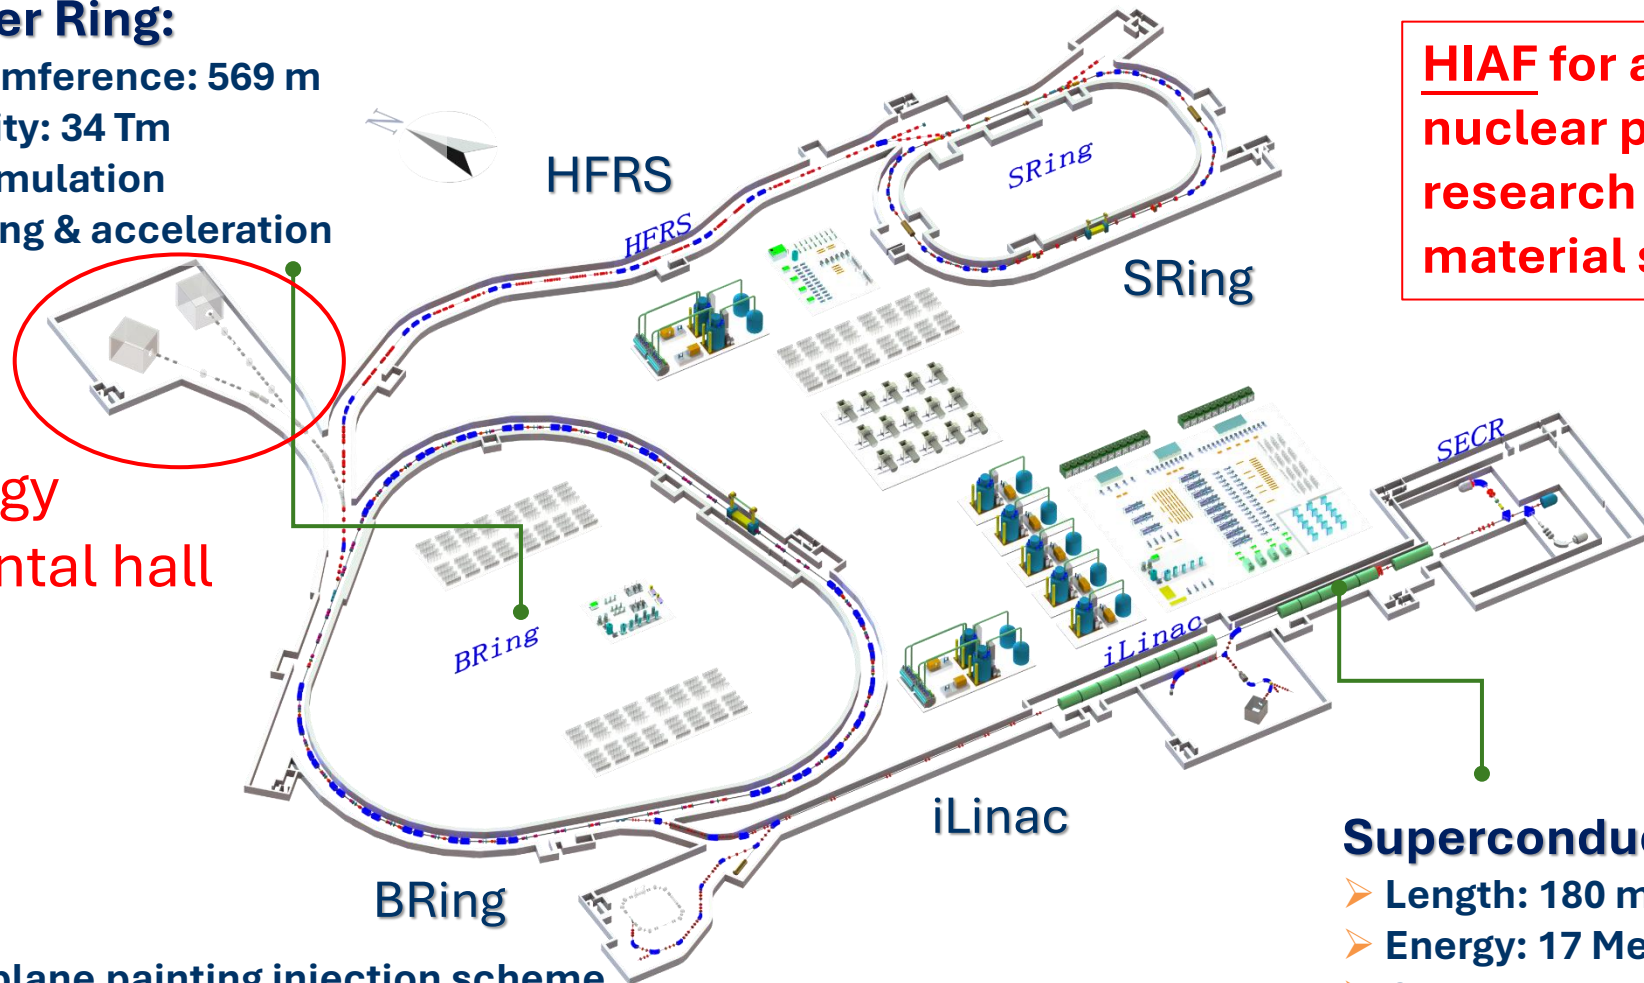 er Ring:
mference: 569 m
ity: 34 Tm
mulation
ng & acceleration
N
HFRS
HFRS
SRing
SRing
HIAF for a
nuclear p
research
material s
gy
ntal hall
SECR
BRing
iLinac
iLinac
BRing
Superconduc
➢ Length: 180 m
➢ Energy: 17 Me
plane painting injection scheme